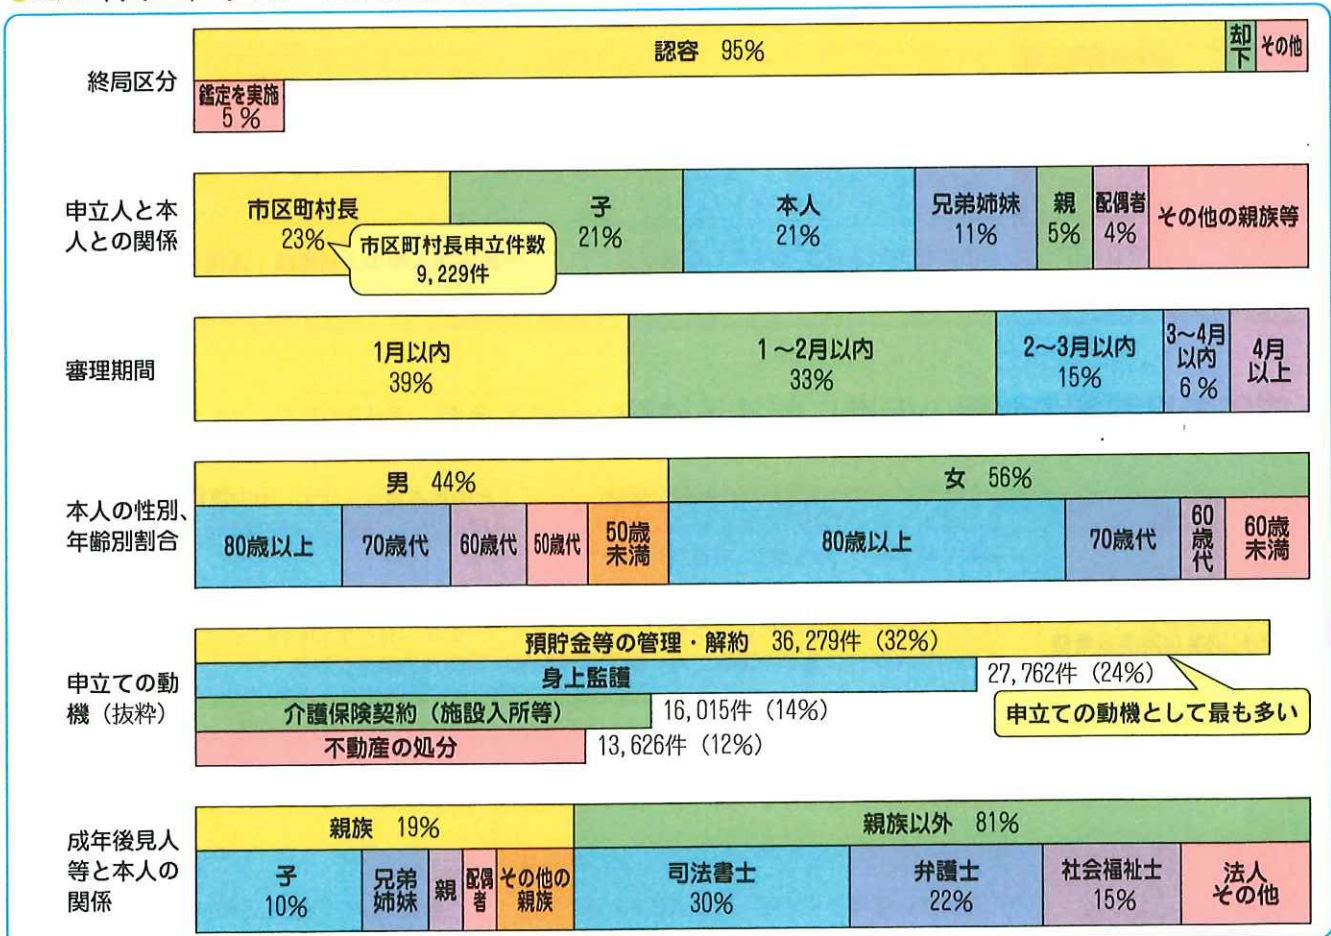 終局区分
認容 95%
却下
その他
鑑定を実施
5%
申立人と本
人との関係
市区町村長
23%
市区町村長申立件数
9,229件
子
21%
本人
21%
兄弟姉妹
11%
親
5%
配偶者
4%
その他の親族等
審理期間
1月以内
39%
1~2月以内
33%
2~3月以内
15%
3~4月
以内
6%
4月
以上
本人の性別、
年齢別割合
男 44%
女 56%
80歳以上
70歳代
60歳代
50歳代
50歳
未満
80歳以上
70歳代
60
歳
代
60歳
未満
申立ての動
機(抜粋)
預貯金等の管理・解約 36,279件(32%)
身上監護
27,762件(24%)
介護保険契約(施設入所等)
16,015件(14%)
申立ての動機として最も多い
不動産の処分
13,626件(12%)
成年後見人
等と本人の
関係
親族 19%
親族以外 81%
子
10%
兄弟
姉妹
親
配偶
者
その他の
親族
司法書士
30%
弁護士
22%
社会福祉士
15%
法人
その他